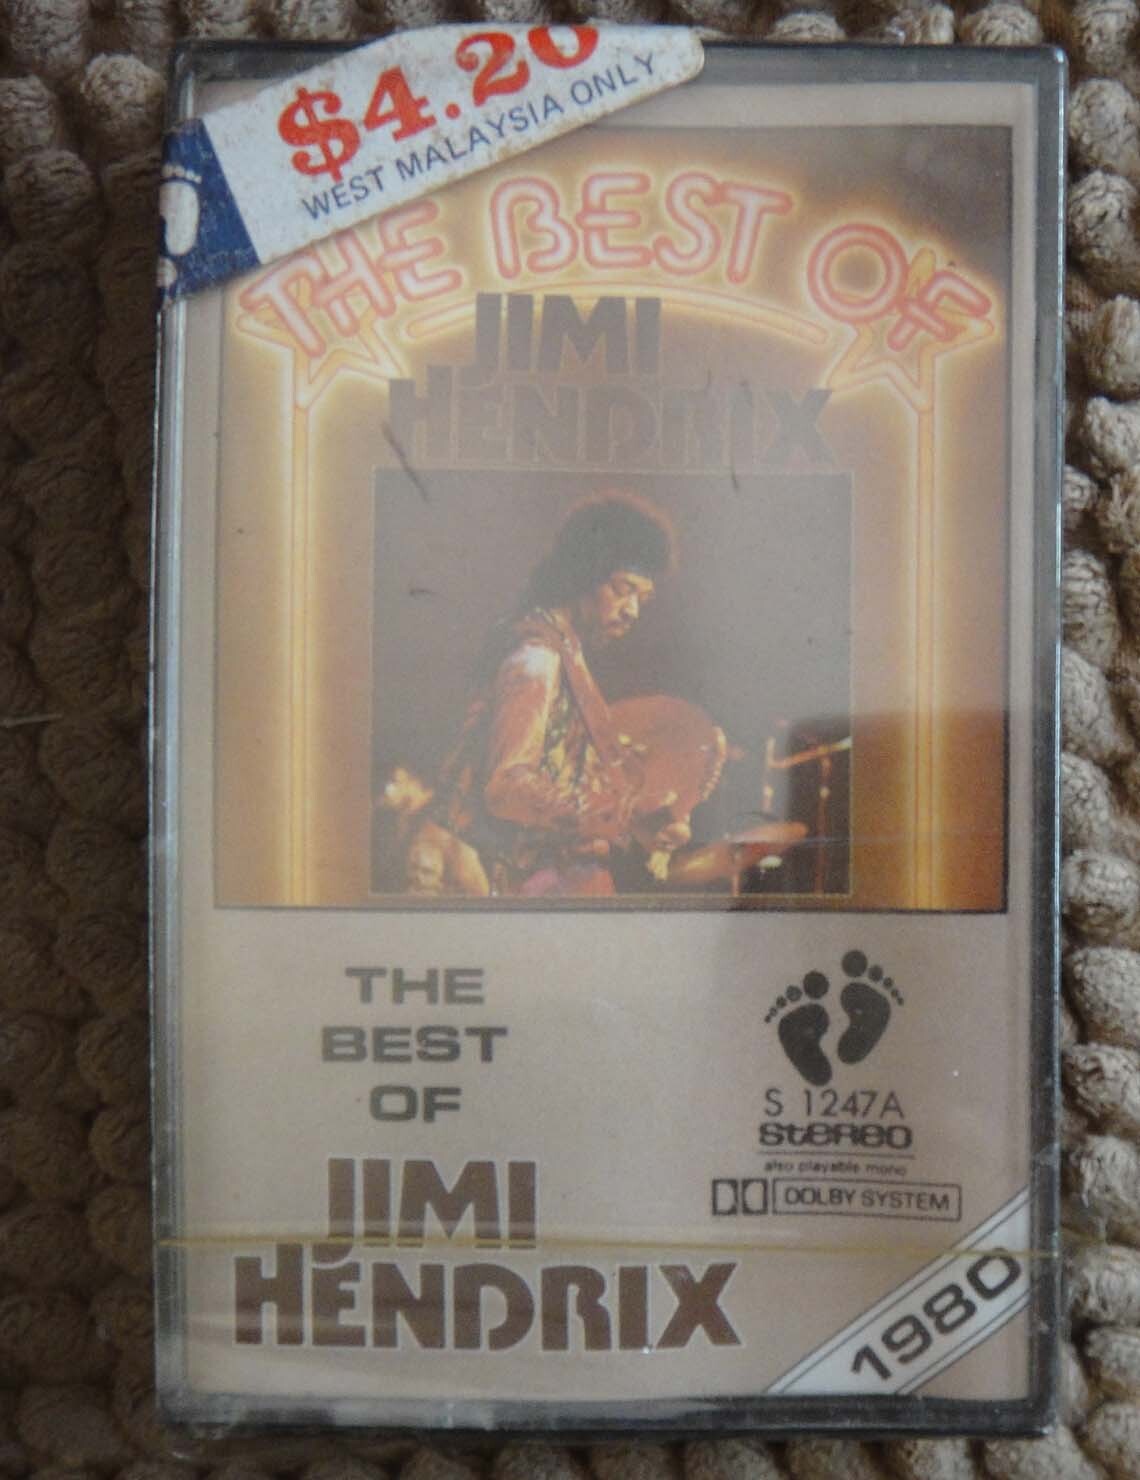 $4.20
WEST MALAYSIA ONLY
THE BEST OF
JIMI
HENDRIX
THE
BEST
OF
JIMI
HENDRIX
S 1247A
stereo
also playable mono
DOLBY SYSTEM
1980